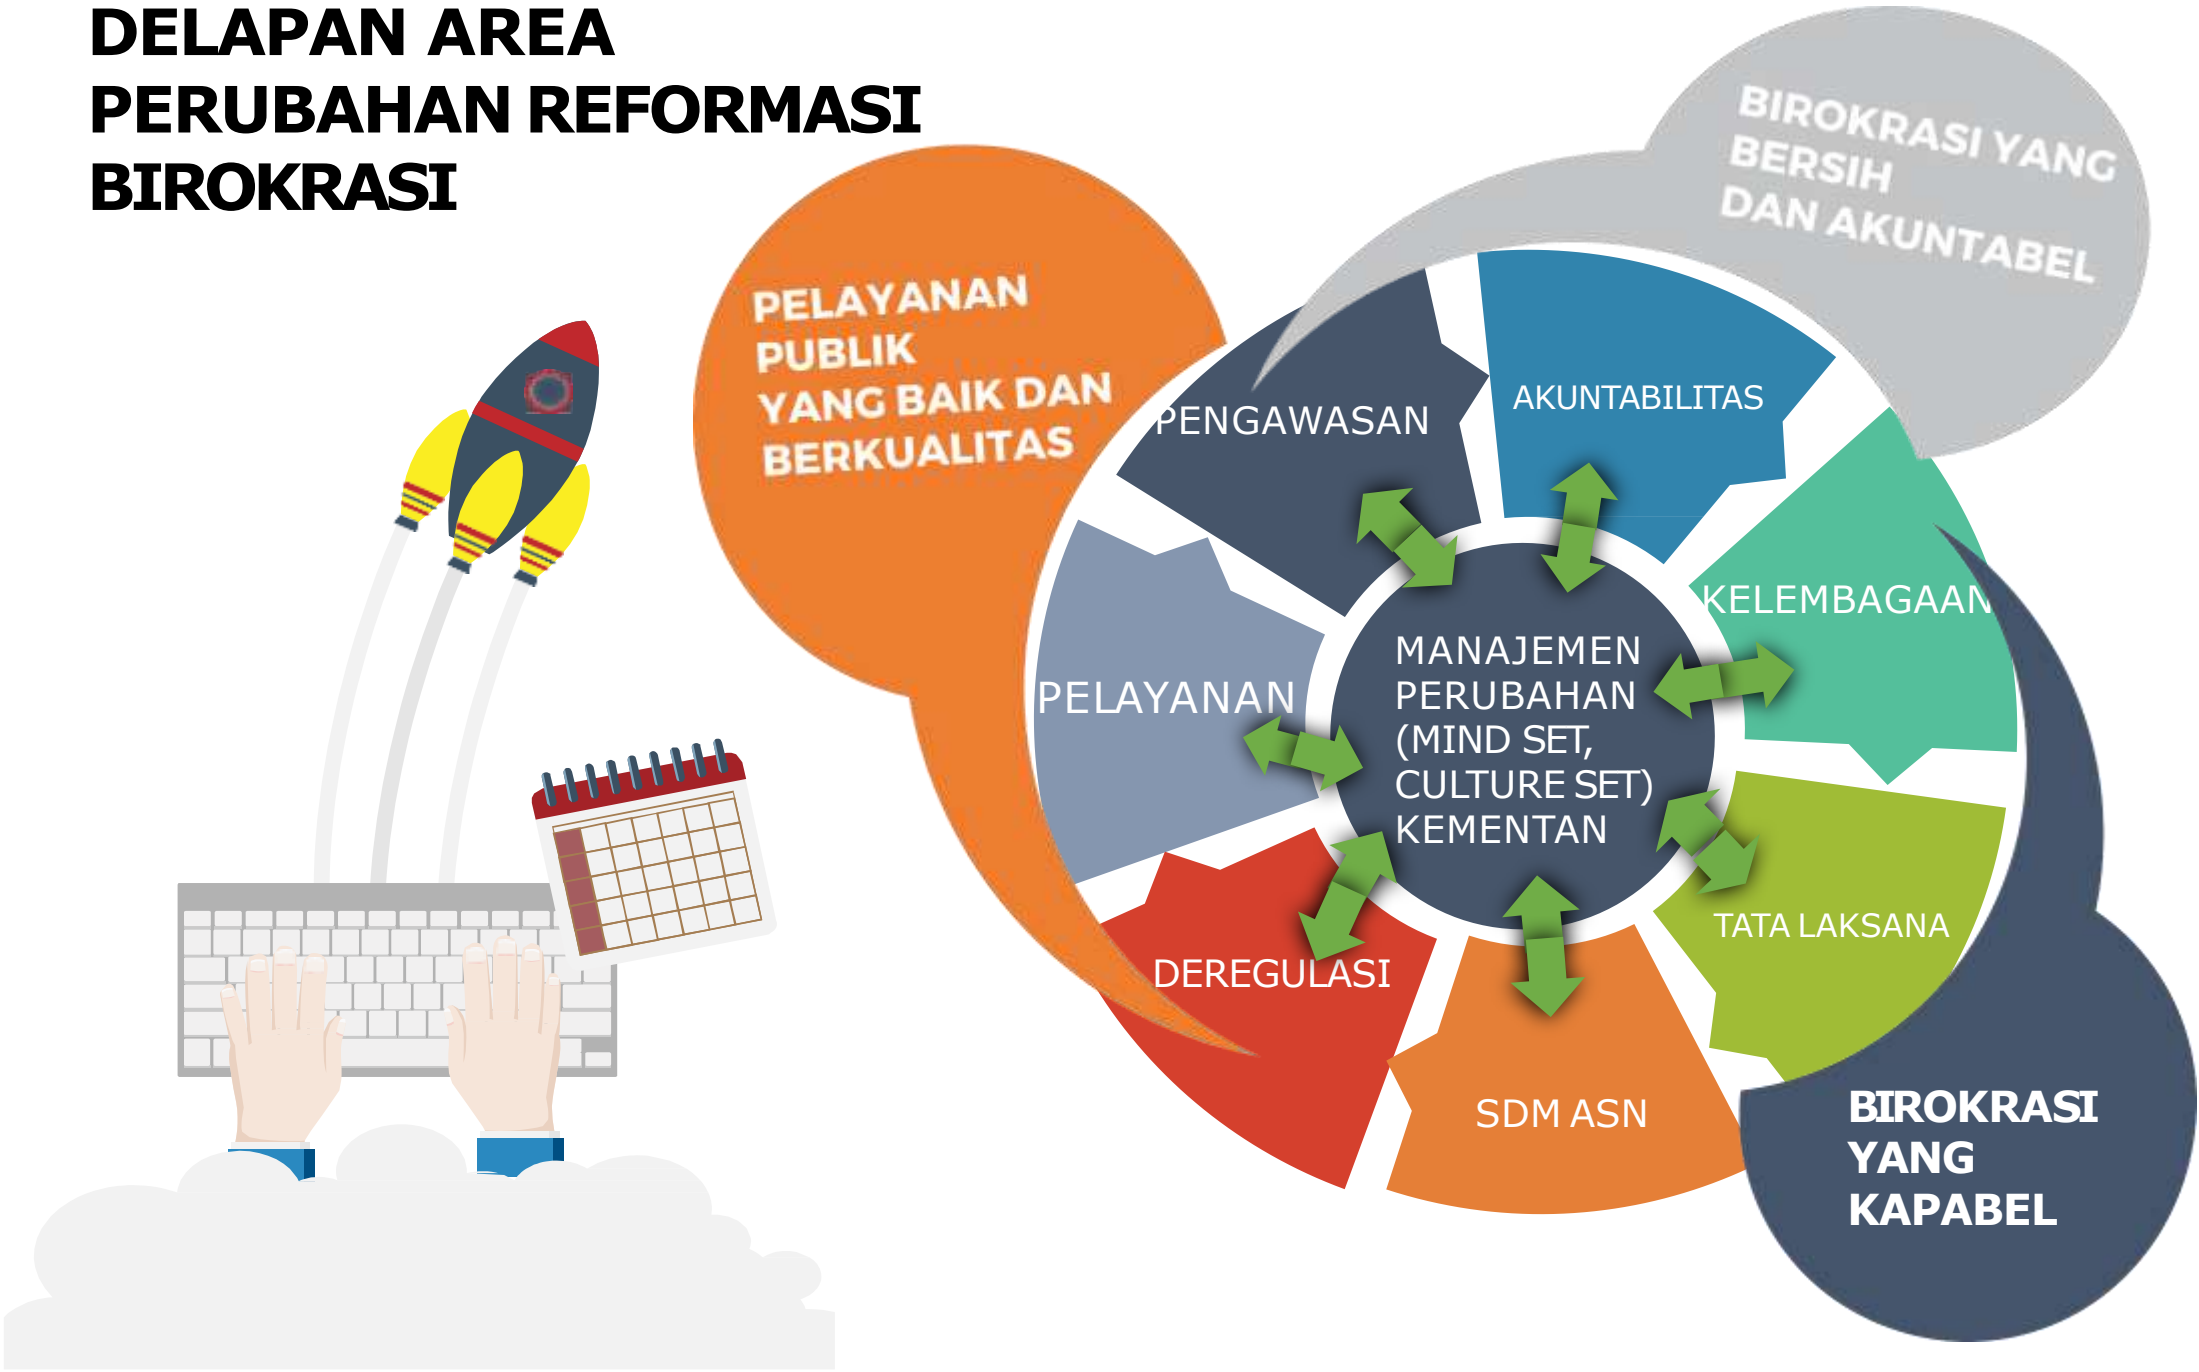 DELAPAN AREA
PERUBAHAN REFORMASI
BIROKRASI
BIROKRASI YANG
BERSIH
DAN AKUNTABEL
PELAYANAN
PUBLIK
YANG BAIK DAN
BERKUALITAS
PENGAWASAN
AKUNTABILITAS
KELEMBAGAAN
MANAJEMEN
PERUBAHAN
(MIND SET,
CULTURE SET)
KEMENTAN
PELAYANAN
TATA LAKSANA
DEREGULASI
SDM ASN
BIROKRASI
YANG
KAPABEL